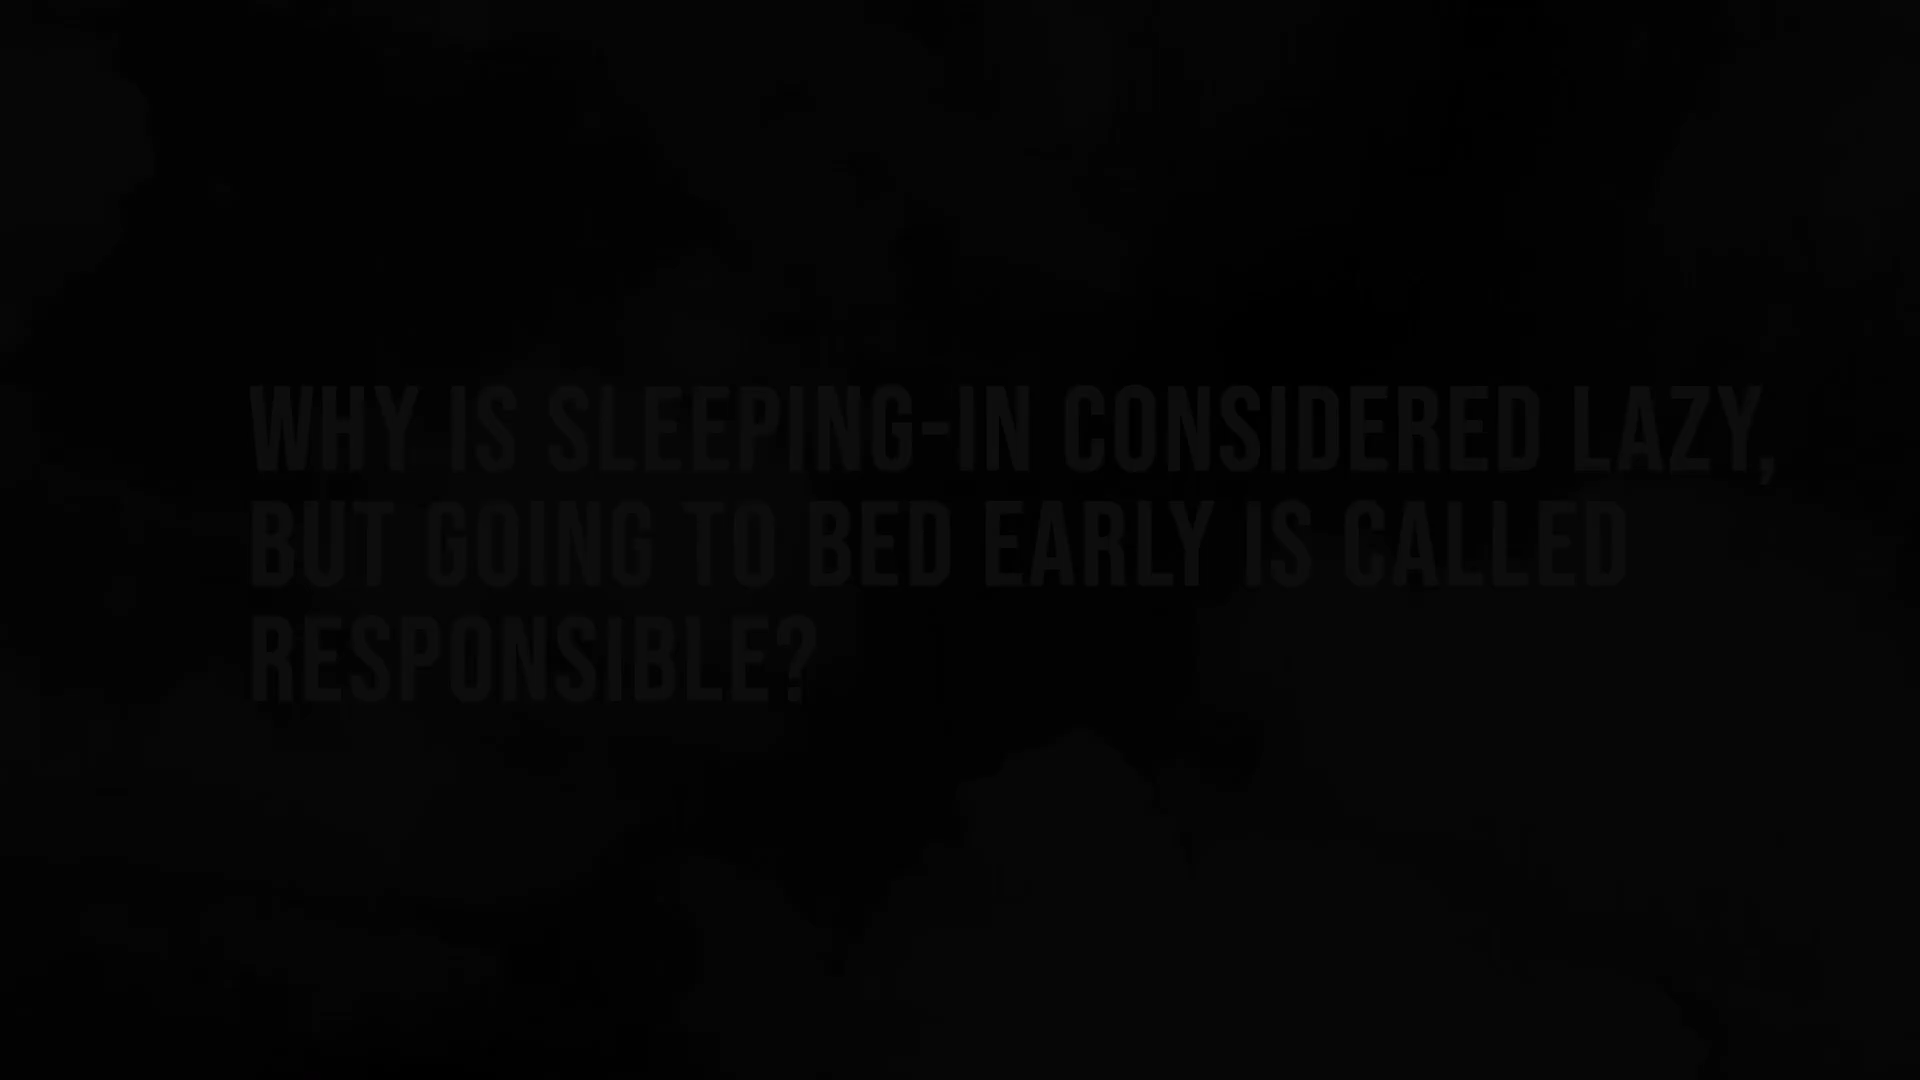 WHY IS SLEEPING-IN CONSIDERED LAZY,
BUT GOING TO BED EARLY IS CALLED
RESPONSIBLE?